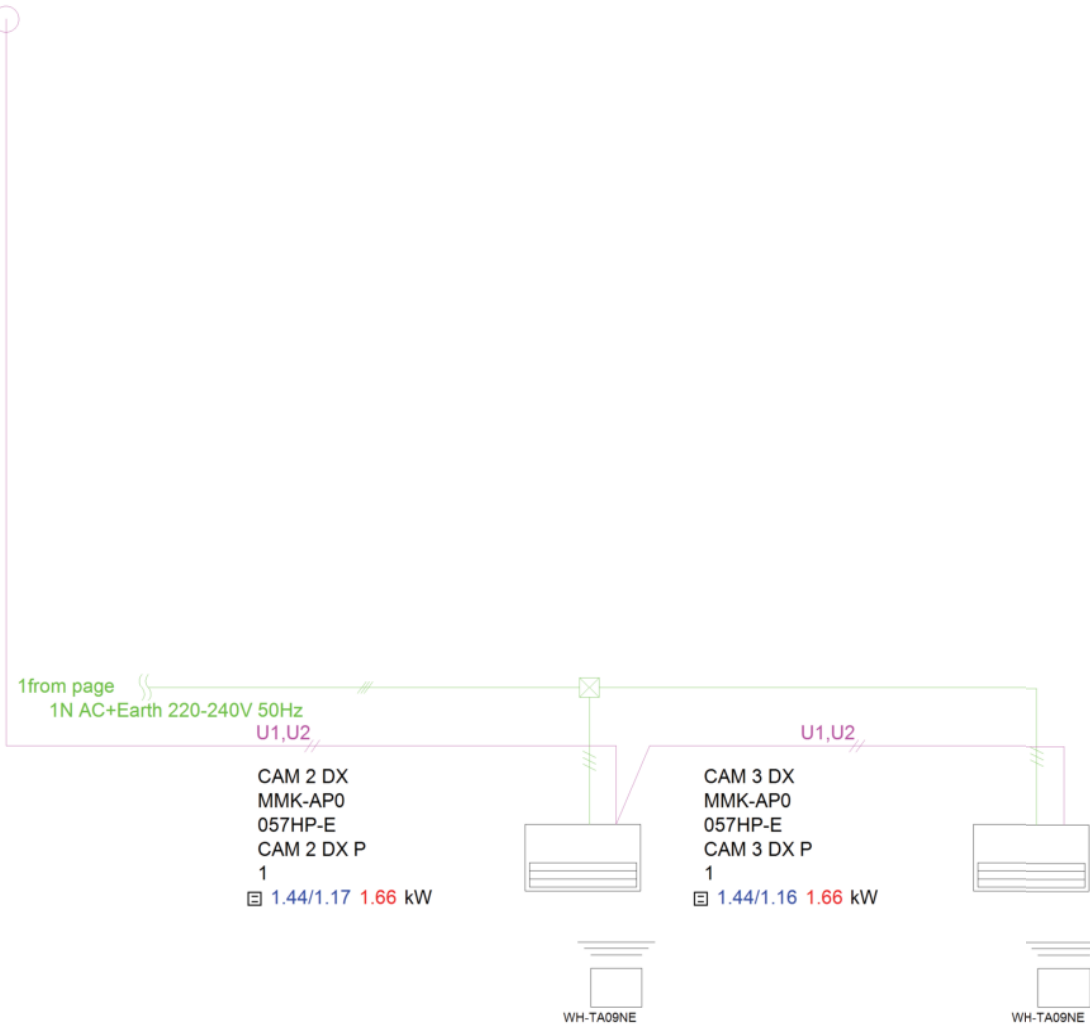 1from page
1N AC+Earth 220-240V 50Hz
U1,U2
U1,U2
CAM 2 DX
MMK-AP0
057HP-E
CAM 2 DX P
1
1.44/1.17 1.66 kW
CAM 3 DX
MMK-AP0
057HP-E
CAM 3 DX P
1
1.44/1.16 1.66 kW
WH-TA09NE
WH-TA09NE